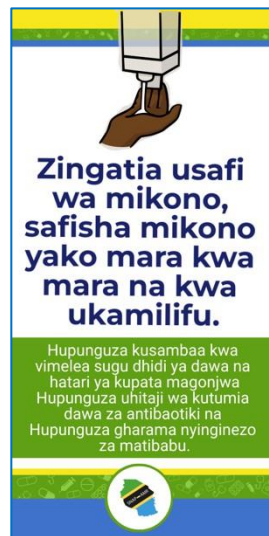 Zingatia usafi
wa mikono,
safisha mikono
yako mara kwa
mara na kwa
ukamilifu.
Hupunguza kusambaa kwa
vimelea sugu dhidi ya dawa na
hatari ya kupata magonjwa
Hupunguza uhitaji wa kutumia
dawa za antibaotiki na
Hupunguza gharama nyinginezo
za matibabu.